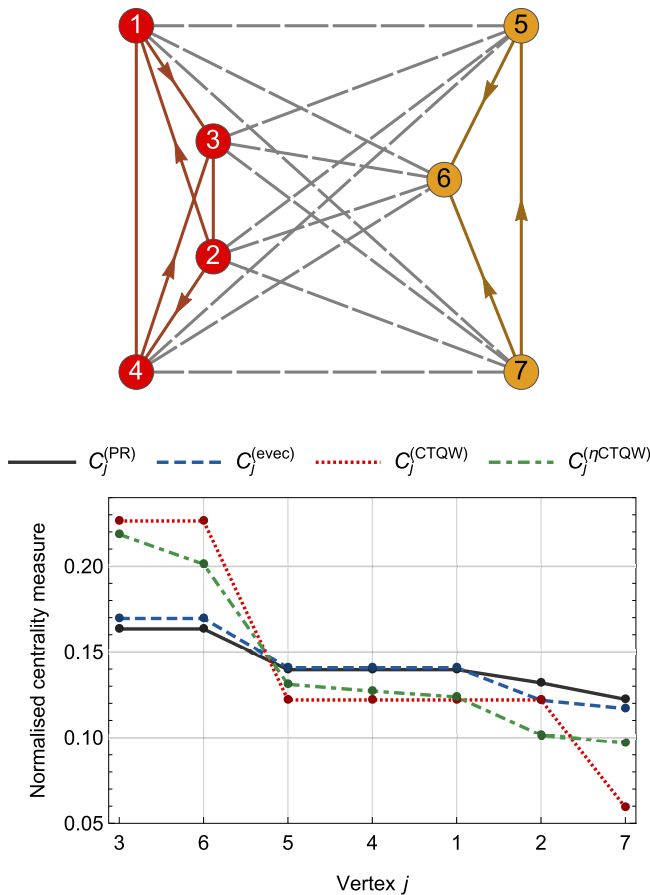 1 5
3
6
2
4 7
C_j^(PR) C_j^(evec) C_j^(CTQW) C_j^(ηCTQW)
Normalised centrality measure
0.20
0.15
0.10
0.05
3 6 5 4 1 2 7
Vertex j